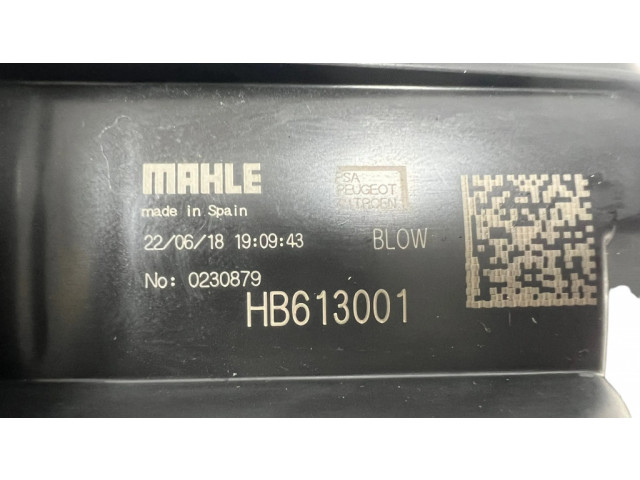 MAHLE
made in Spain
22/06/18 19:09:43
No: 0230879
PSA
PEUGEOT
CITROEN
BLOW
HB613001